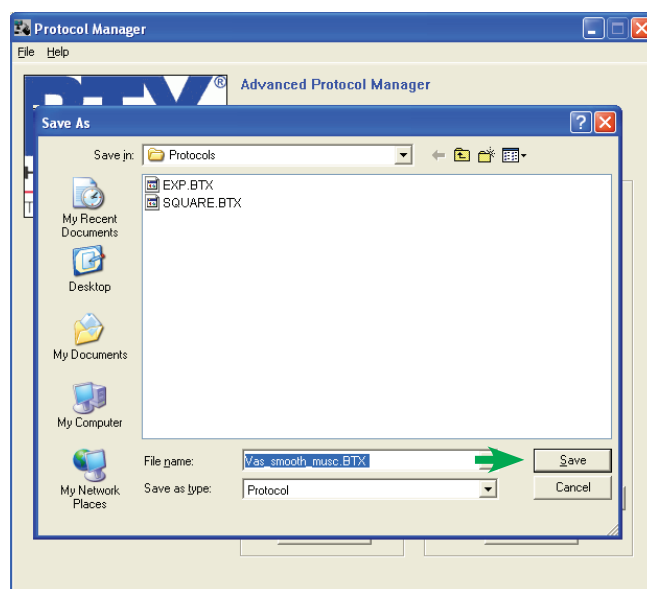 Protocol Manager
File Help
BTX®
Advanced Protocol Manager
Save As
Save in: Protocols
EXP.BTX
SQUARE.BTX
My Recent
Documents
Desktop
My Documents
My Computer
My Network
Places
File name: Vas_smooth_musc.BTX Save
Save as type: Protocol Cancel